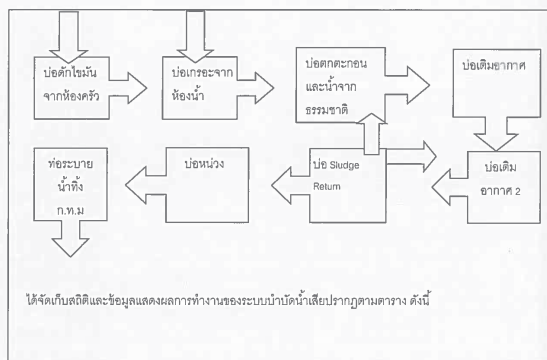 บ่อดักไขมัน
จากห้องครัว
บ่อเกรอะจาก
ห้องน้ำ
บ่อตกตะกอน
และน้ำจาก
ธรรมชาติ
บ่อเติมอากาศ
ท่อระบาย
น้ำทิ้ง
ก.ท.ม
บ่อหน่วง
บ่อ Sludge
Return
บ่อเติม
อากาศ 2
ได้จัดเก็บสถิติและข้อมูลแสดงผลการทำงานของระบบบำบัดน้ำเสียปรากฏตามตาราง ดังนี้